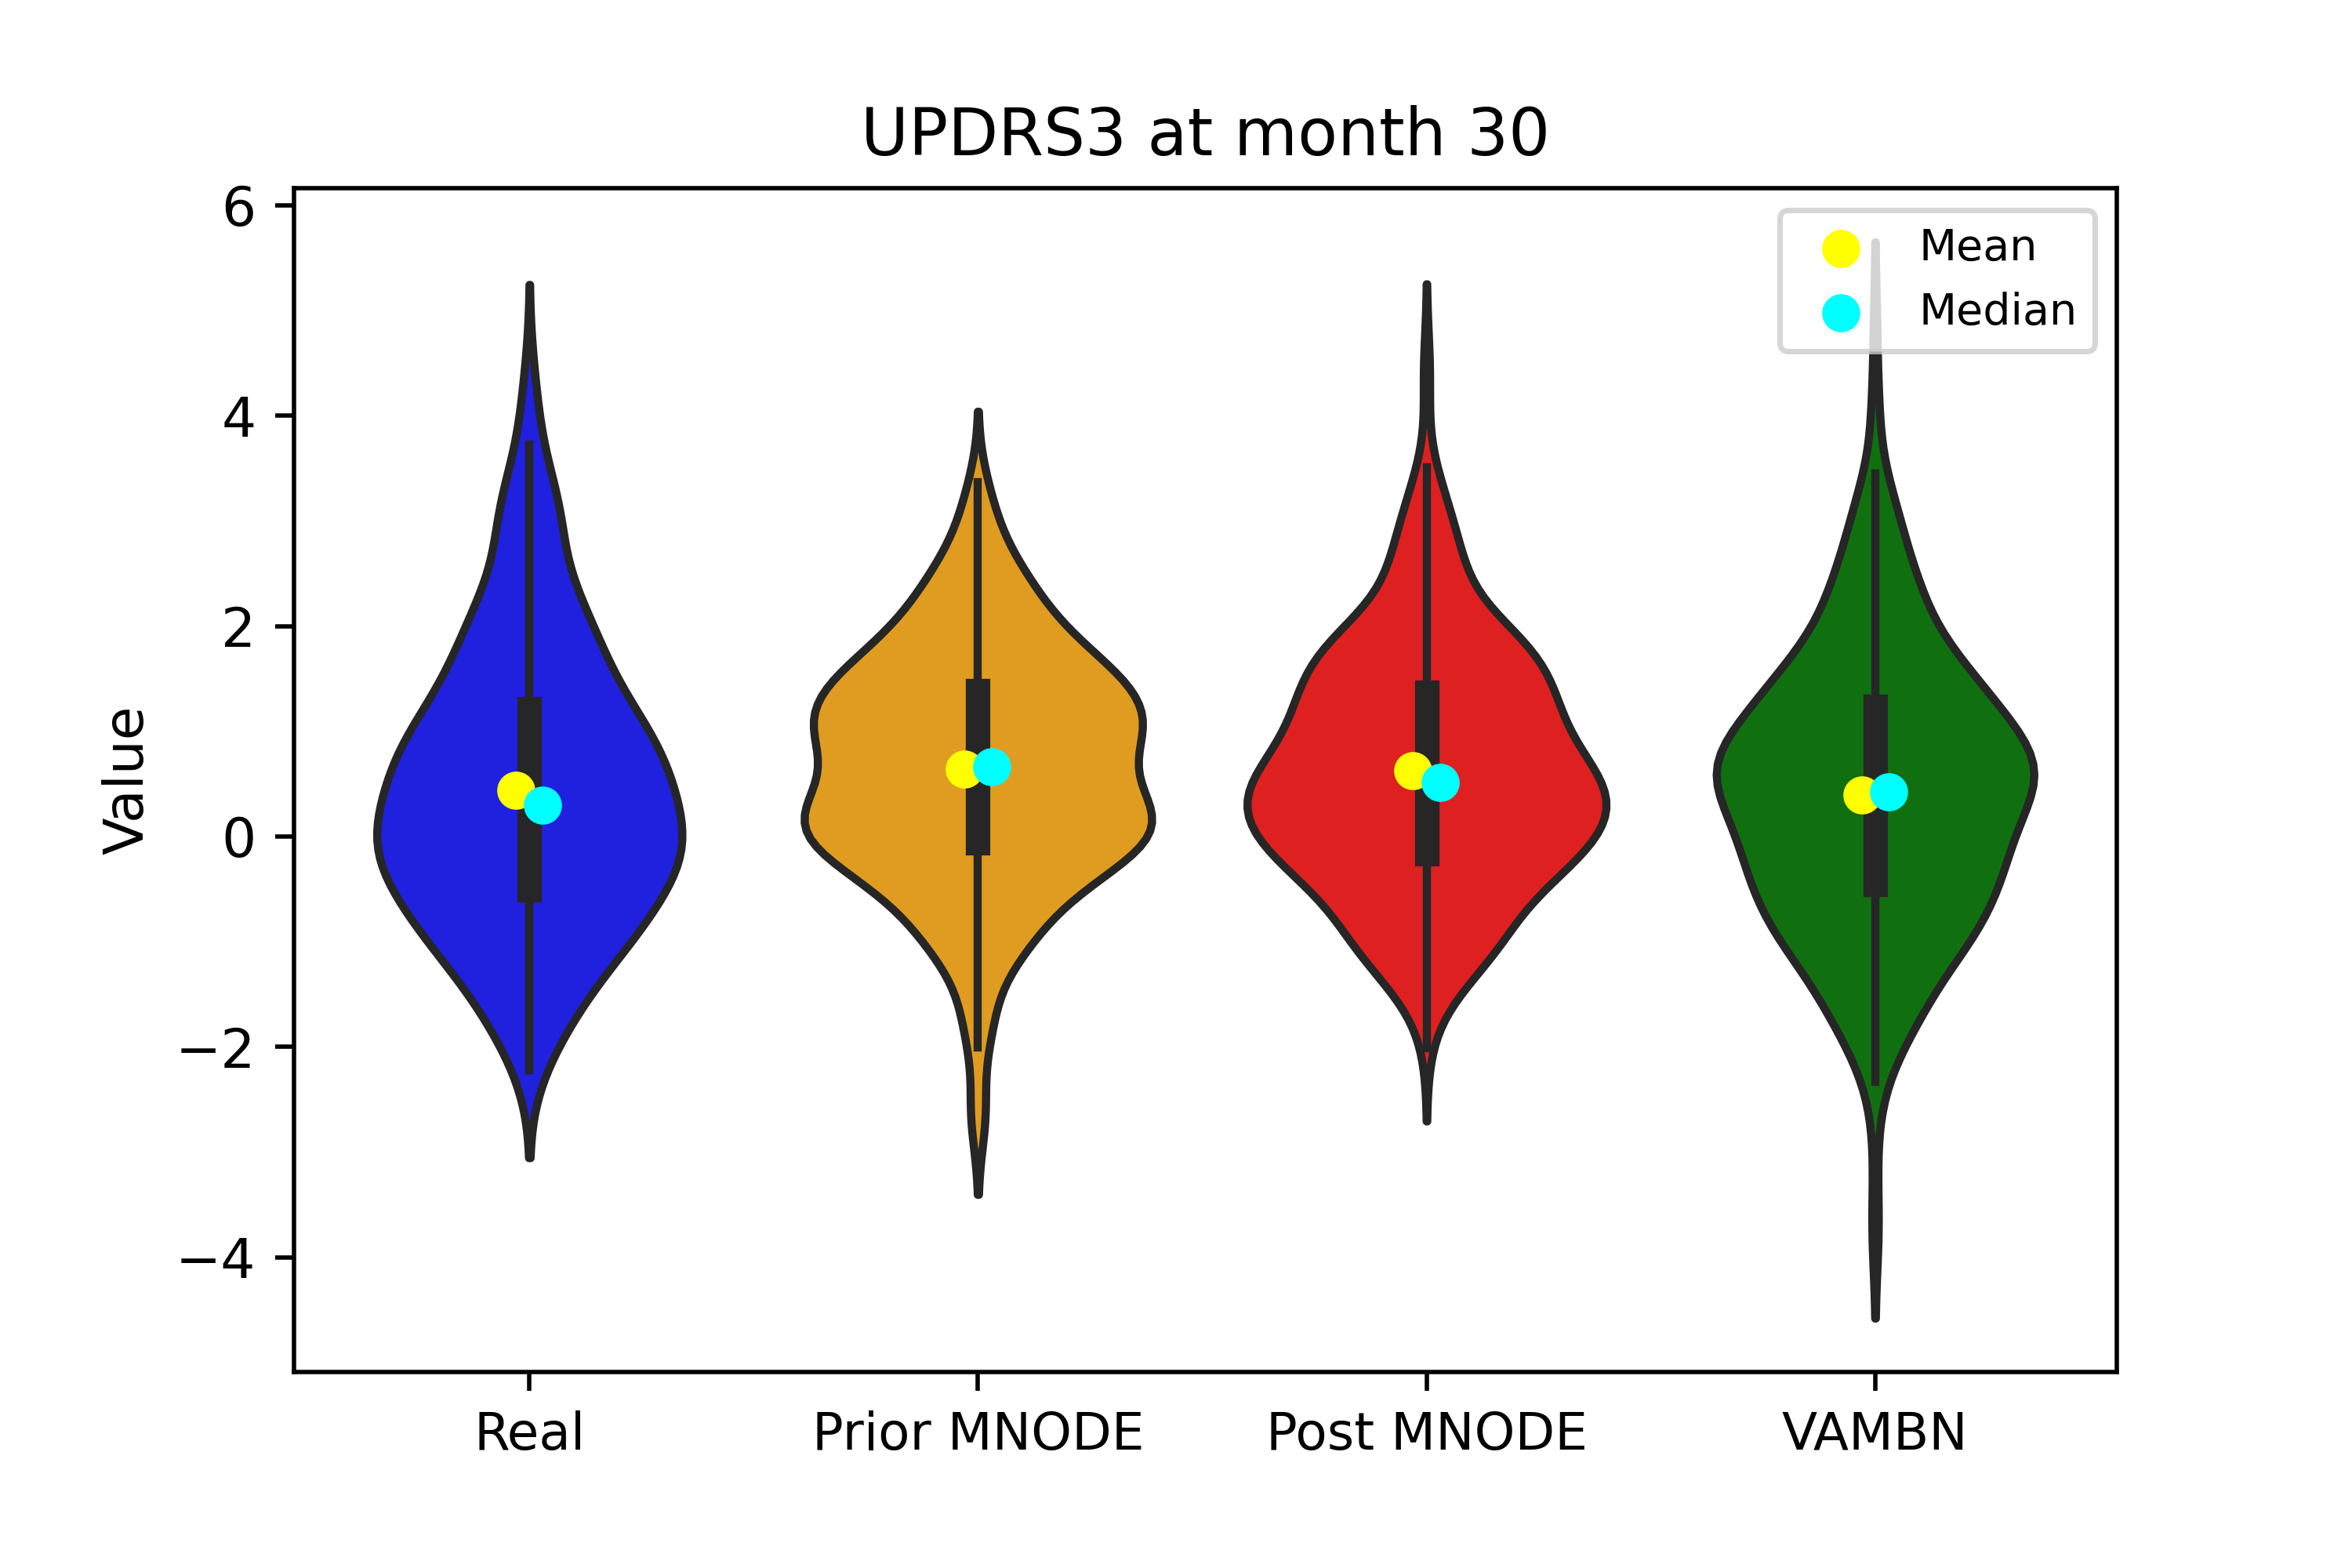 UPDRS3 at month 30
Value
6
4
2
0
−2
−4
Mean
Median
Real
Prior MNODE
Post MNODE
VAMBN